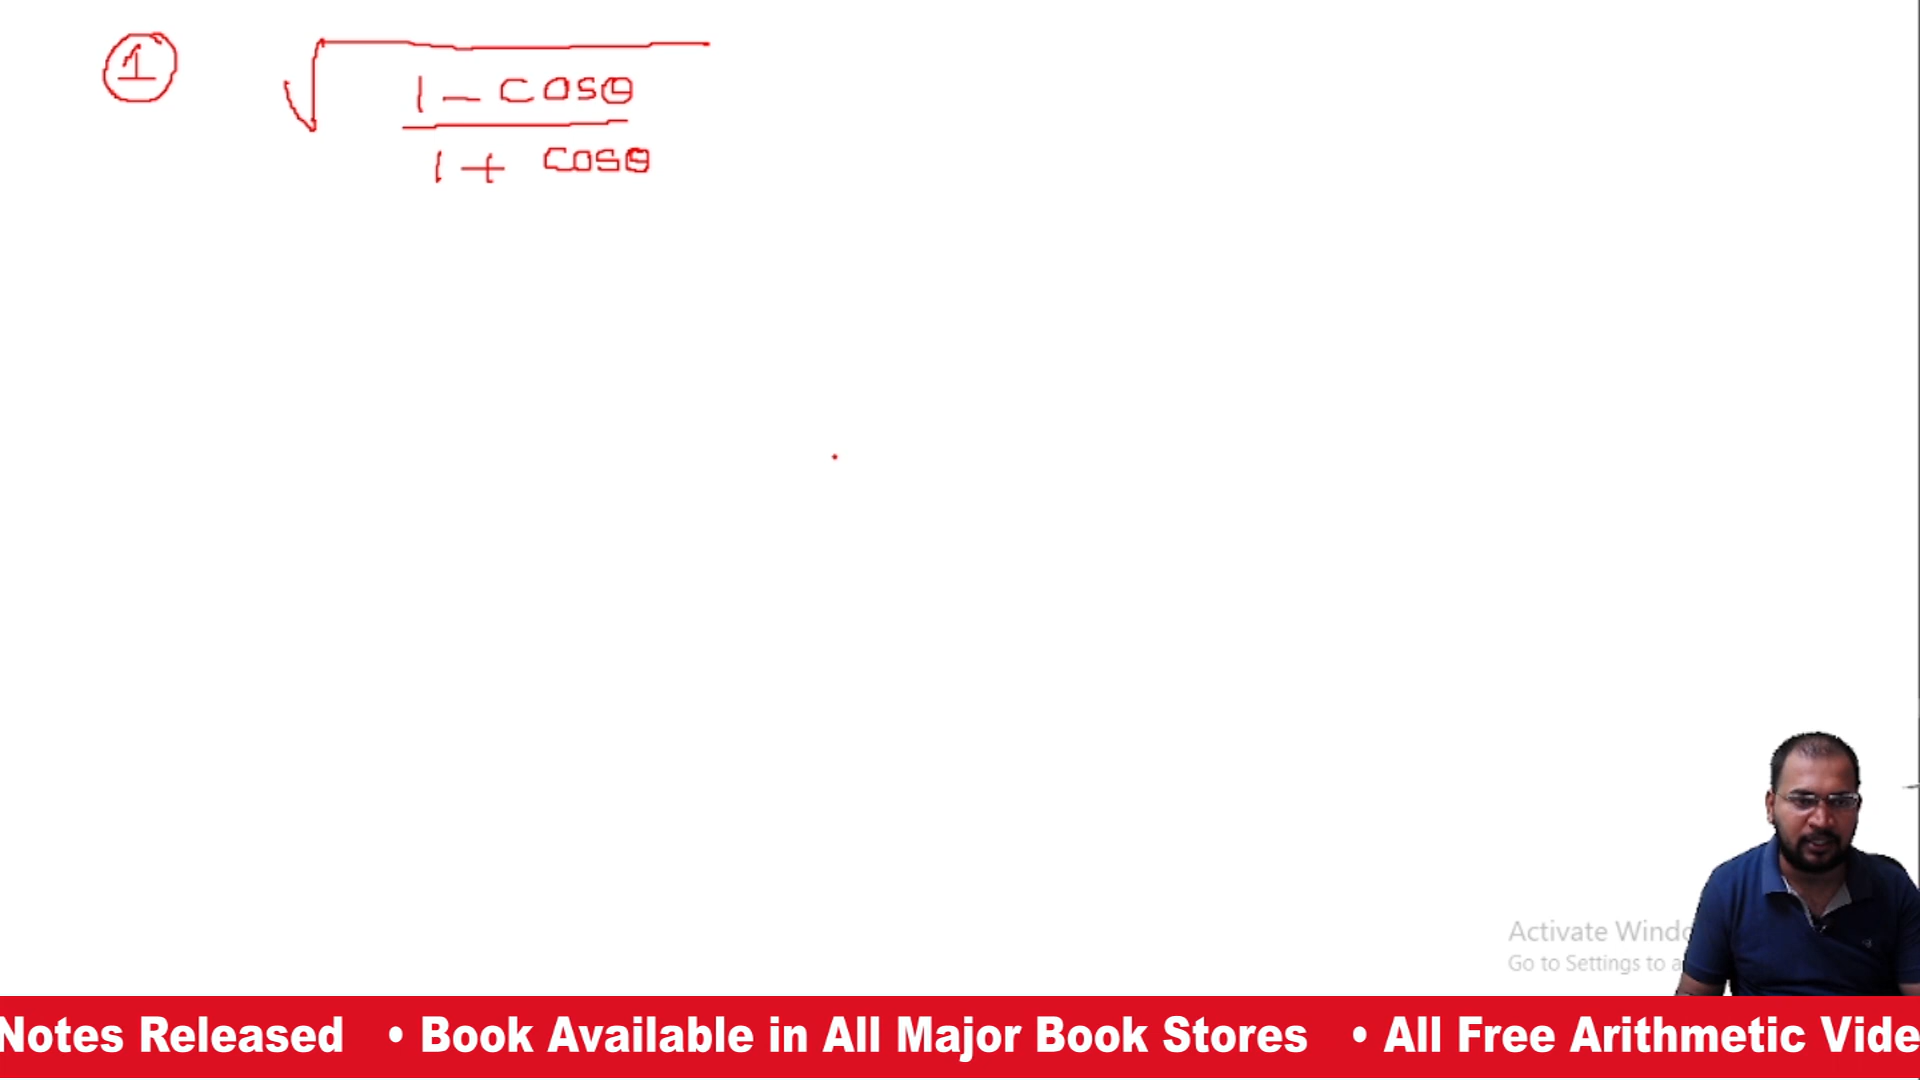 ① √
1 - cosθ
1 + cosθ
Activate Windo
Go to Settings to a
Notes Released • Book Available in All Major Book Stores • All Free Arithmetic Vide